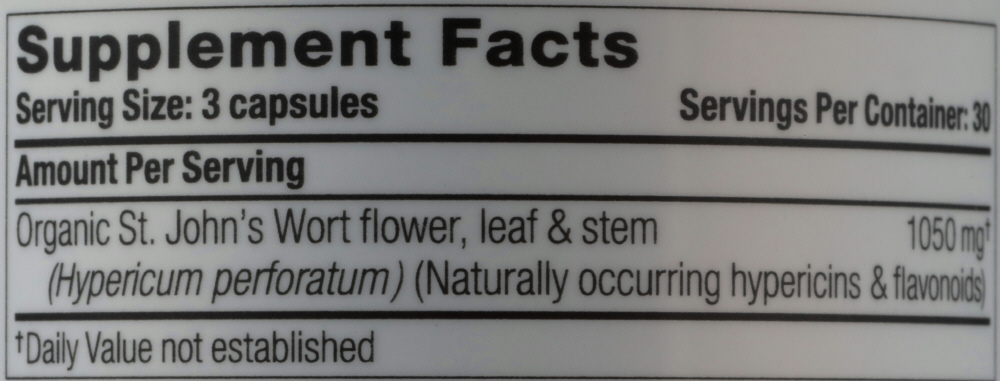 Supplement Facts
Serving Size: 3 capsules Servings Per Container: 30
Amount Per Serving
Organic St. John's Wort flower, leaf & stem 1050 mg†
(Hypericum perforatum) (Naturally occurring hypericins & flavonoids)
†Daily Value not established